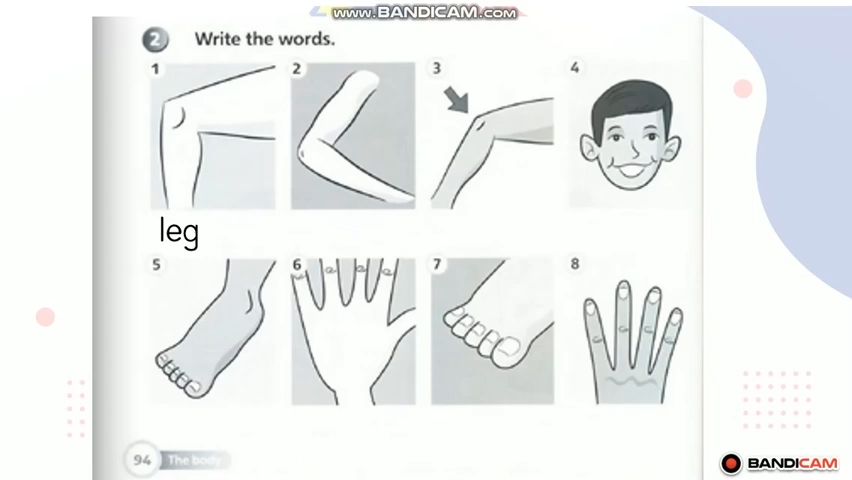 www.BANDICAM.com
2 Write the words.
1 2 3 4
leg
5 6 7 8
94 The body
BANDICAM